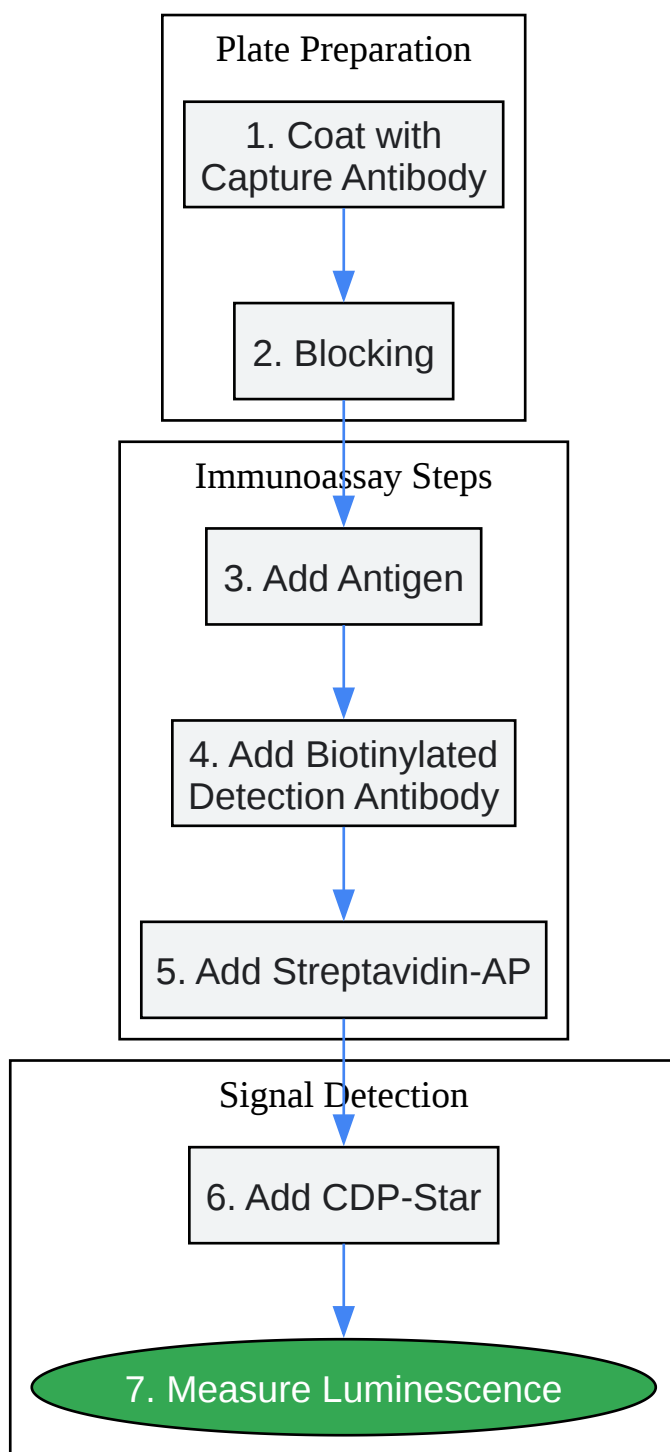 Plate Preparation
1. Coat with
Capture Antibody
2. Blocking
Immunoassay Steps
3. Add Antigen
4. Add Biotinylated
Detection Antibody
5. Add Streptavidin-AP
Signal Detection
6. Add CDP-Star
7. Measure Luminescence